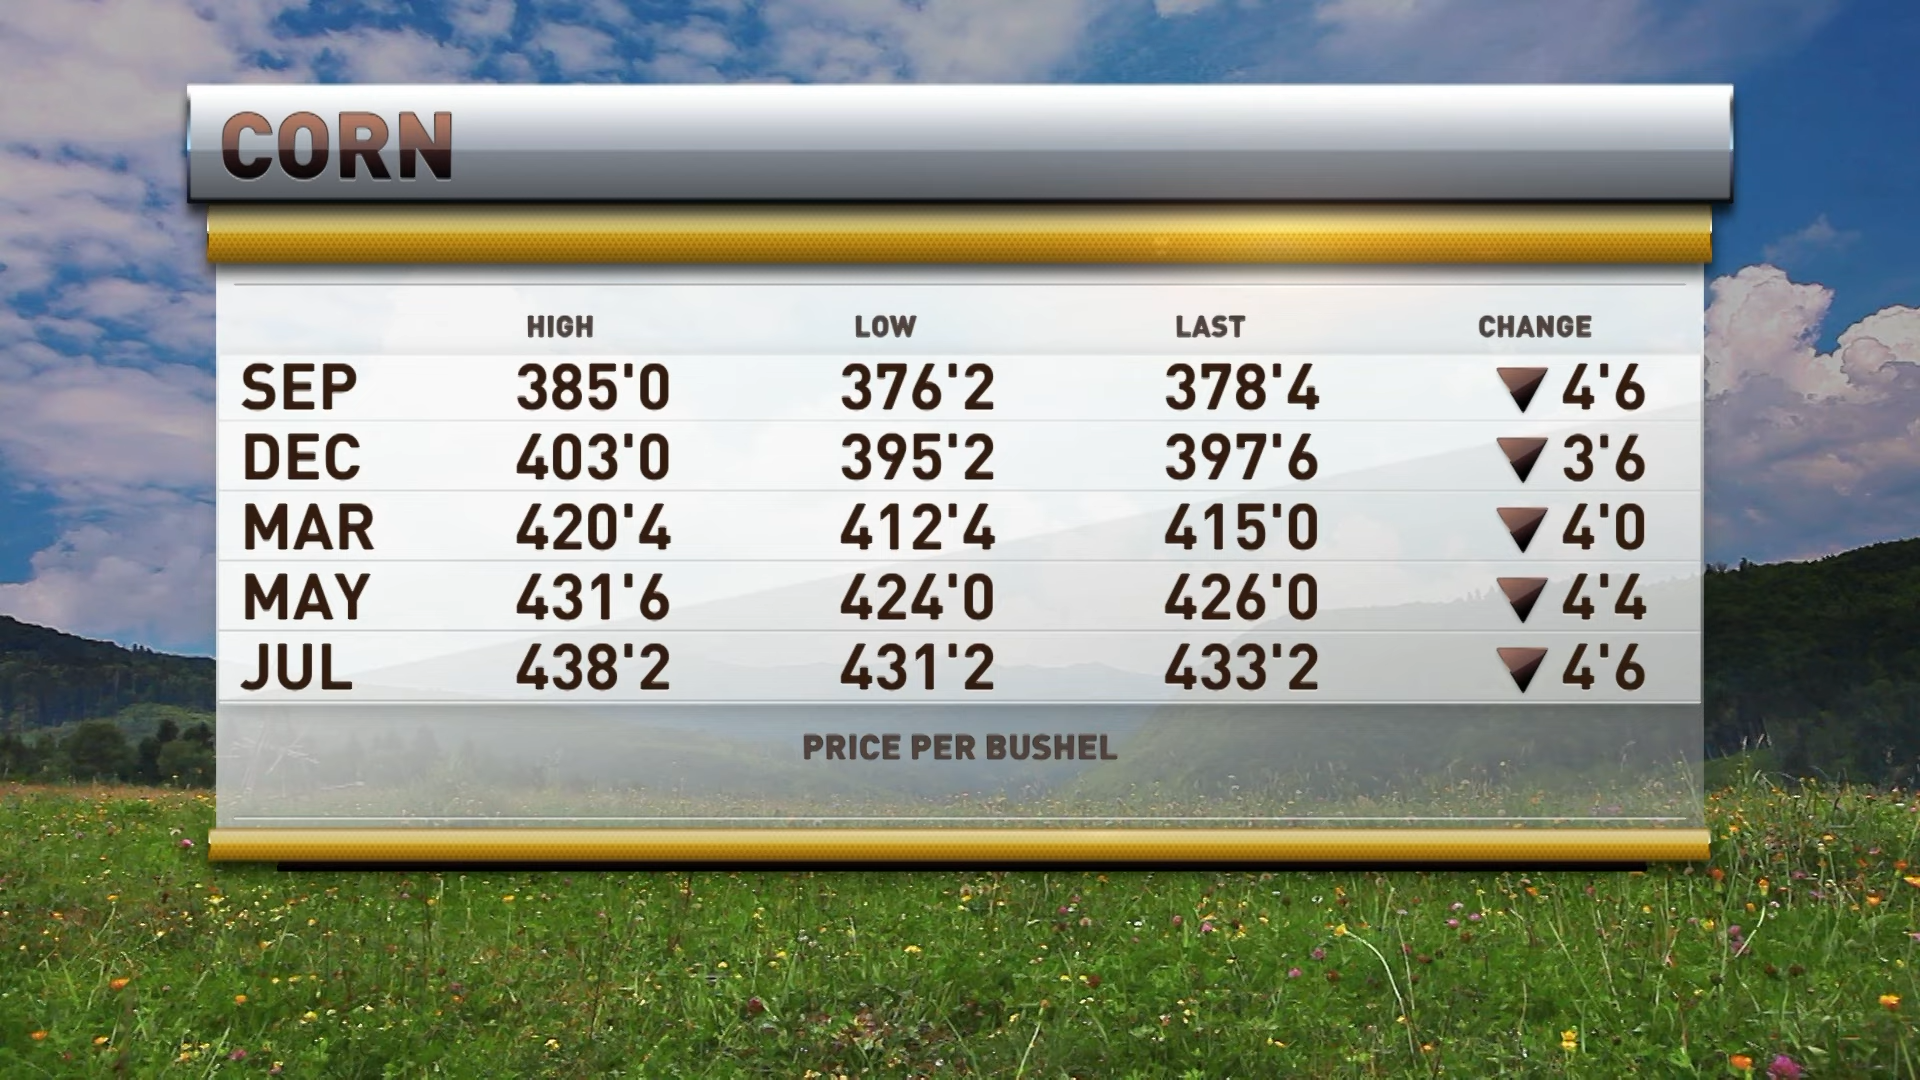 CORN
HIGH LOW LAST CHANGE
SEP 385'0 376'2 378'4 ▼ 4'6
DEC 403'0 395'2 397'6 ▼ 3'6
MAR 420'4 412'4 415'0 ▼ 4'0
MAY 431'6 424'0 426'0 ▼ 4'4
JUL 438'2 431'2 433'2 ▼ 4'6
PRICE PER BUSHEL